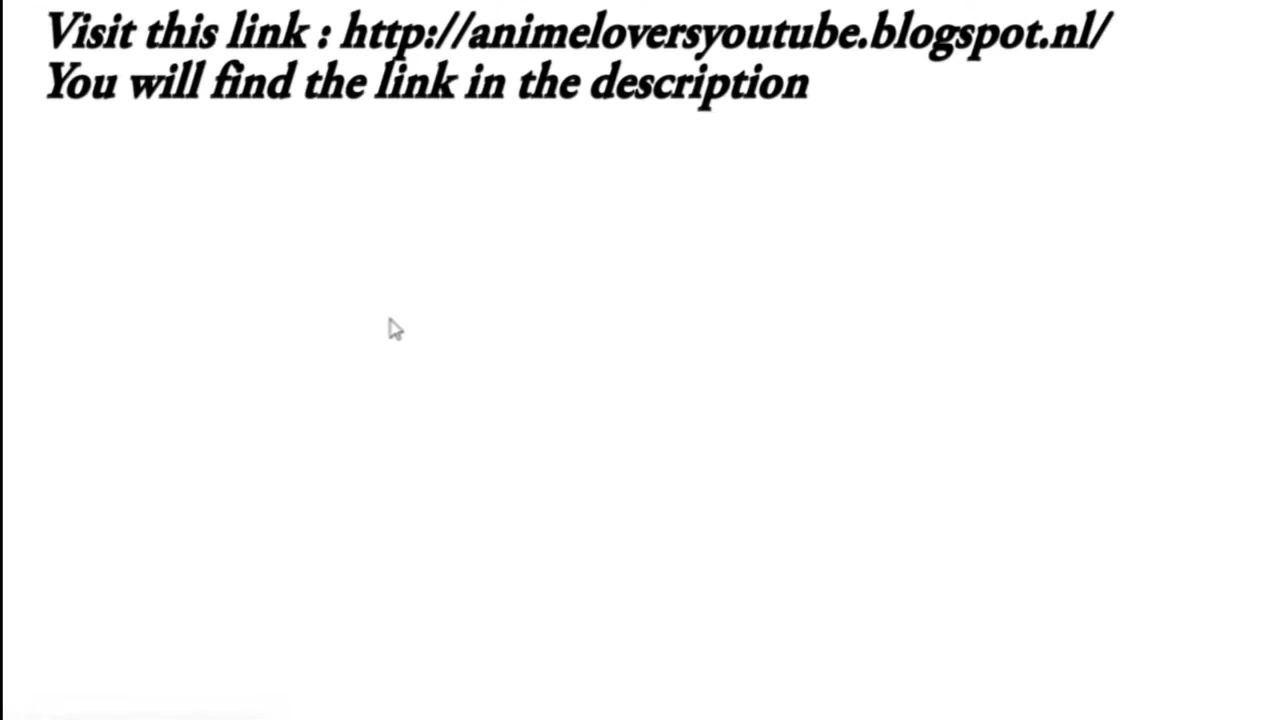 Visit this link : http://animeloversyoutube.blogspot.nl/
You will find the link in the description